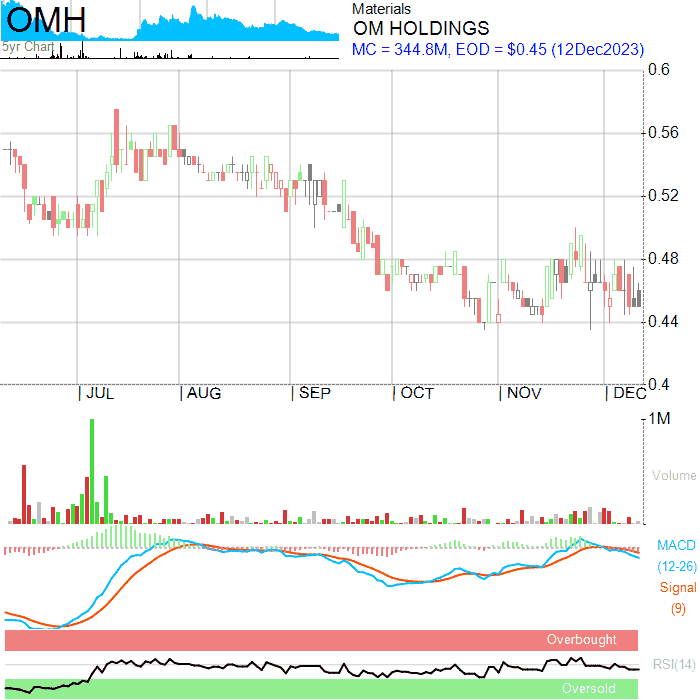 OMH
5yr Chart
Materials
OM HOLDINGS
MC = 344.8M, EOD = $0.45 (12Dec2023)
0.6
0.56
0.52
0.48
0.44
0.4
JUL AUG SEP OCT NOV DEC
1M
Volume
MACD
(12-26)
Signal
(9)
Overbought
RSI(14)
Oversold